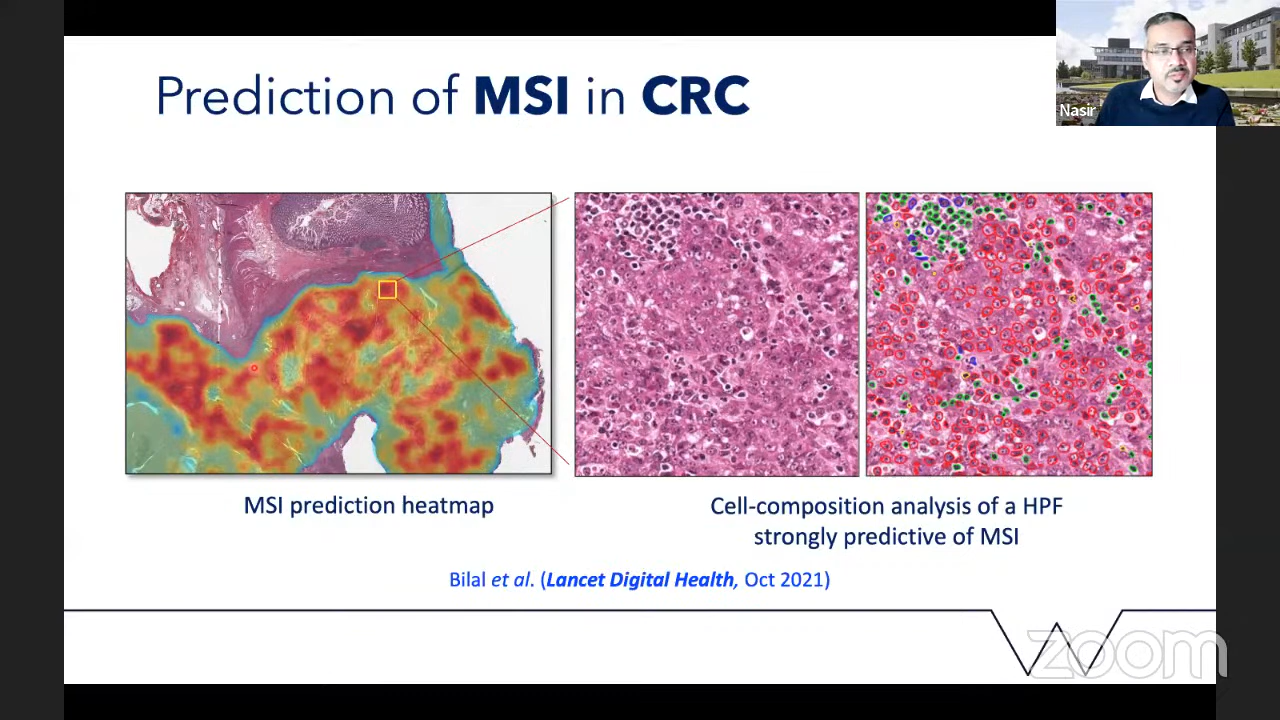 Prediction of MSI in CRC
Nasir
MSI prediction heatmap
Cell-composition analysis of a HPF
strongly predictive of MSI
Bilal et al. (Lancet Digital Health, Oct 2021)
zoom